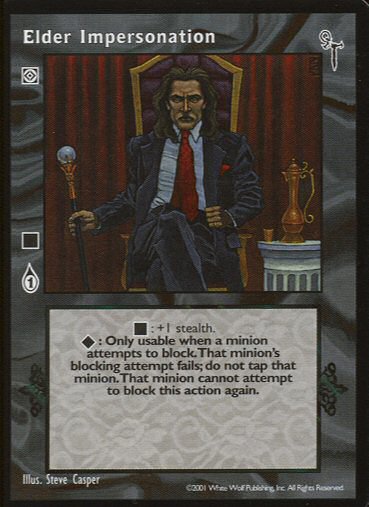 Elder Impersonation
1
: +1 stealth.
: Only usable when a minion
attempts to block. That minion's
blocking attempt fails; do not tap that
minion. That minion cannot attempt
to block this action again.
Illus. Steve Casper
©2001 White Wolf Publishing, Inc. All Rights Reserved.